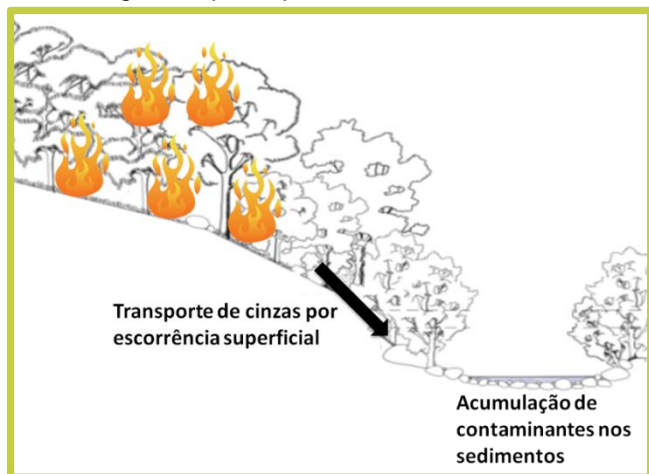 Transporte de cinzas por
escorrência superficial
Acumulação de
contaminantes nos
sedimentos